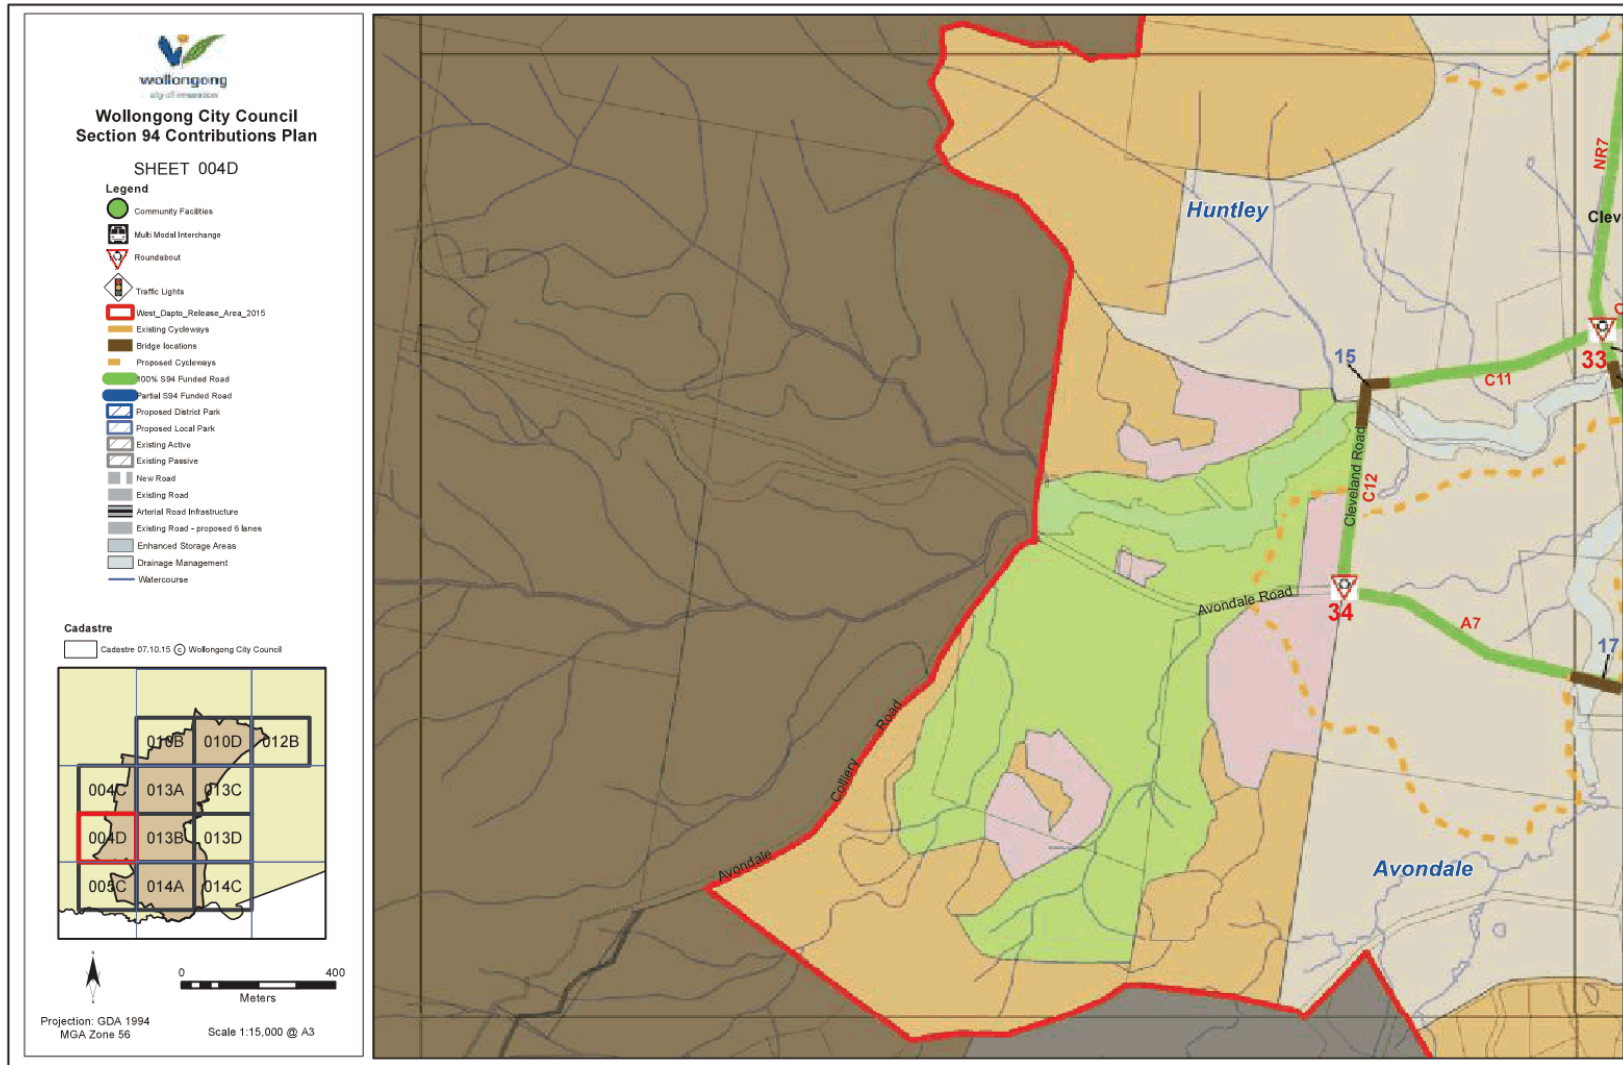 wollongong
city of innovation
Wollongong City Council
Section 94 Contributions Plan
SHEET 004D
Legend
Community Facilities
Multi Modal Interchange
Roundabout
Traffic Lights
West_Dapto_Release_Area_2015
Existing Cycleways
Bridge locations
Proposed Cycleways
100% S94 Funded Road
Partial S94 Funded Road
Proposed District Park
Proposed Local Park
Existing Active
Existing Passive
New Road
Existing Road
Arterial Road Infrastructure
Existing Road - proposed 6 lanes
Enhanced Storage Areas
Drainage Management
Watercourse
Cadastre
Cadastre 07.10.15 © Wollongong City Council
010B 010D 012B
004C 013A 013C
004D 013B 013D
005C 014A 014C
0 400
Meters
Projection: GDA 1994
MGA Zone 56
Scale 1:15,000 @ A3
Huntley
NR7
Clev
15
C11
33
Cleveland Road
C12
Avondale Road
34
A7
17
Avondale Colliery Road
Avondale